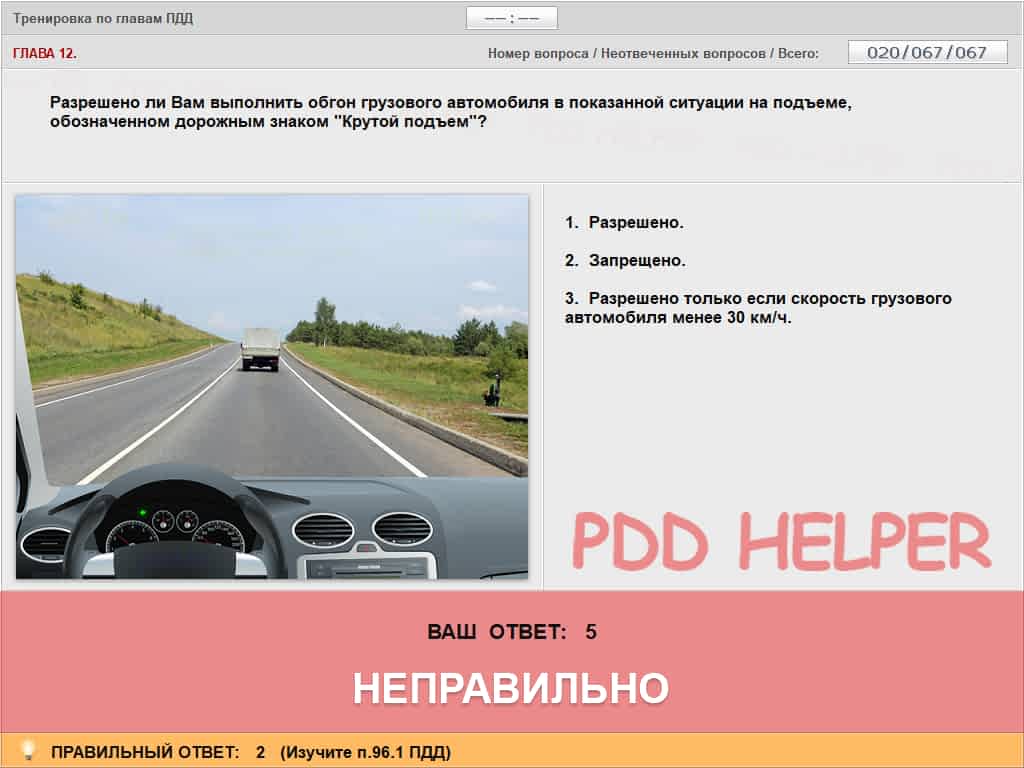 Тренировка по главам ПДД
–– : ––
ГЛАВА 12.
Номер вопроса / Неотвеченных вопросов / Всего:
020/067/067
Разрешено ли Вам выполнить обгон грузового автомобиля в показанной ситуации на подъеме,
обозначенном дорожным знаком "Крутой подъем"?
1. Разрешено.
2. Запрещено.
3. Разрешено только если скорость грузового
автомобиля менее 30 км/ч.
PDD HELPER
ВАШ ОТВЕТ: 5
НЕПРАВИЛЬНО
ПРАВИЛЬНЫЙ ОТВЕТ: 2 (Изучите п.96.1 ПДД)